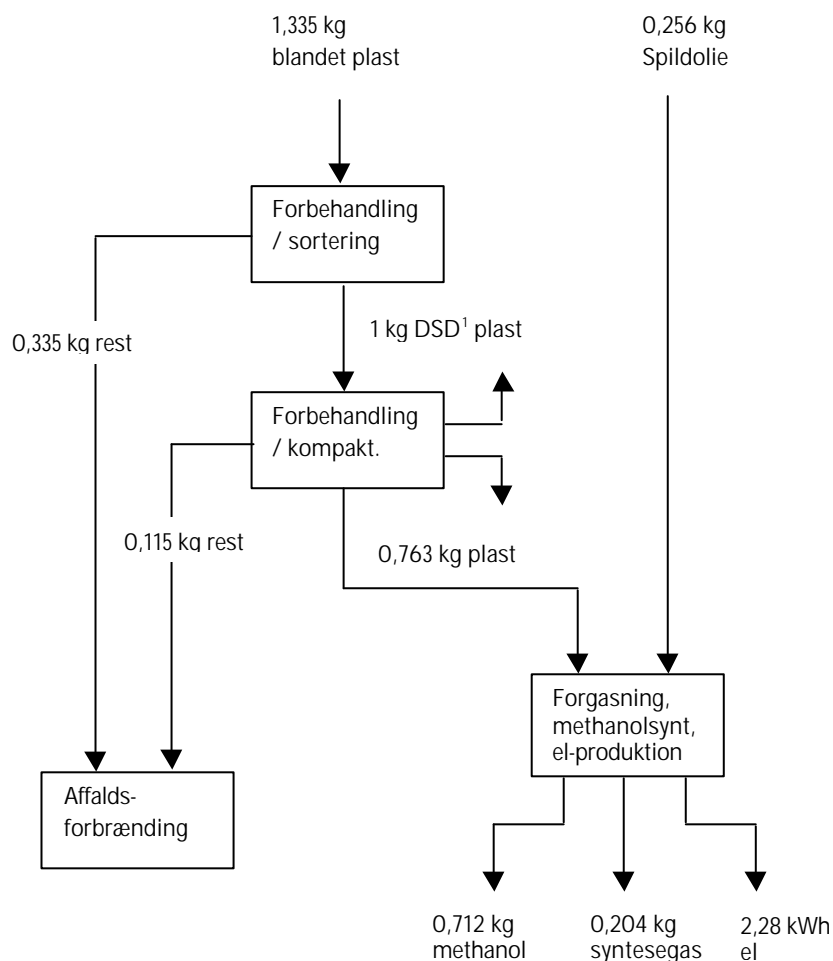 1,335 kg
blandet plast
0,256 kg
Spildolie
Forbehandling
/ sortering
0,335 kg rest
1 kg DSD¹ plast
Forbehandling
/ kompakt.
0,115 kg rest
0,763 kg plast
Forgasning,
methanolsynt,
el-produktion
Affalds-
forbrænding
0,712 kg
methanol
0,204 kg
syntesegas
2,28 kWh
el